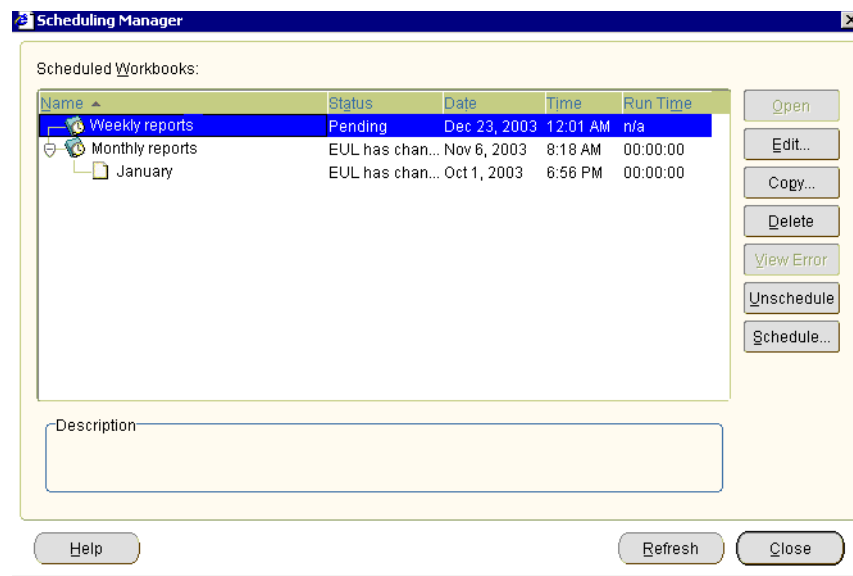 Scheduling Manager
Scheduled Workbooks:
Name Status Date Time Run Time
Weekly reports Pending Dec 23, 2003 12:01 AM n/a
Monthly reports EUL has chan... Nov 6, 2003 8:18 AM 00:00:00
January EUL has chan... Oct 1, 2003 6:56 PM 00:00:00
Open
Edit...
Copy...
Delete
View Error
Unschedule
Schedule...
Description
Help Refresh Close